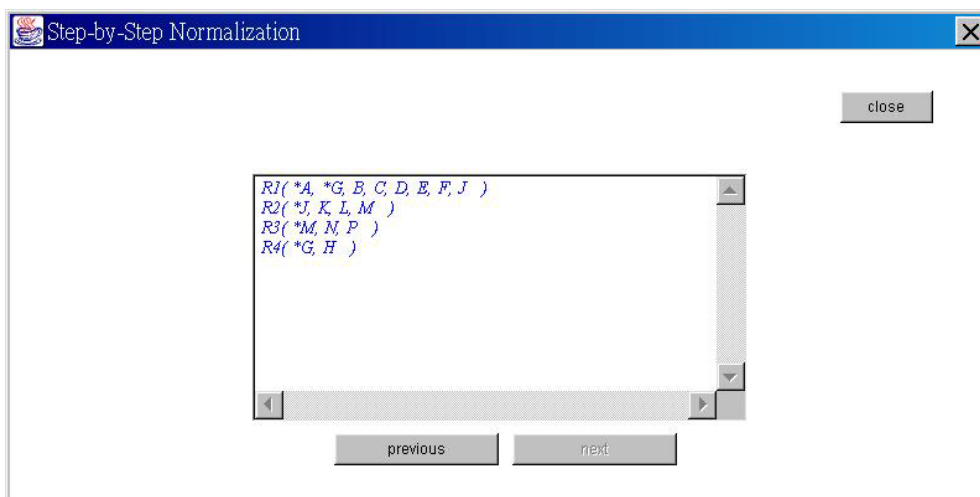 Step-by-Step Normalization
close
R1( *A, *G, B, C, D, E, F, J )
R2( *J, K, L, M )
R3( *M, N, P )
R4( *G, H )
previous
next